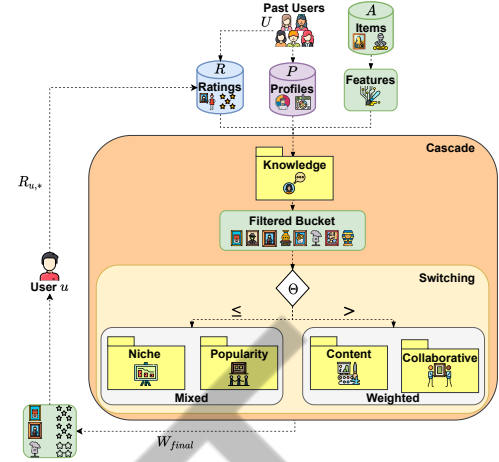 Past Users
U
A
Items
R
Ratings
P
Profiles
Features
Cascade
Knowledge
R_{u,*}
Filtered Bucket
Switching
Θ
User u
≤
>
Niche
Popularity
Content
Collaborative
Mixed
Weighted
W_{final}